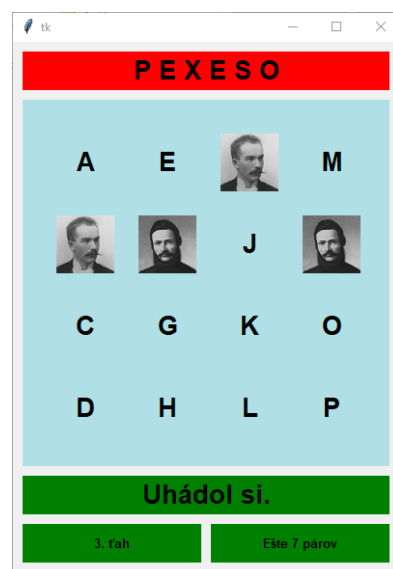 tk
P E X E S O
A E M
J
C G K O
D H L P
Uhádol si.
3. ťah Ešte 7 párov